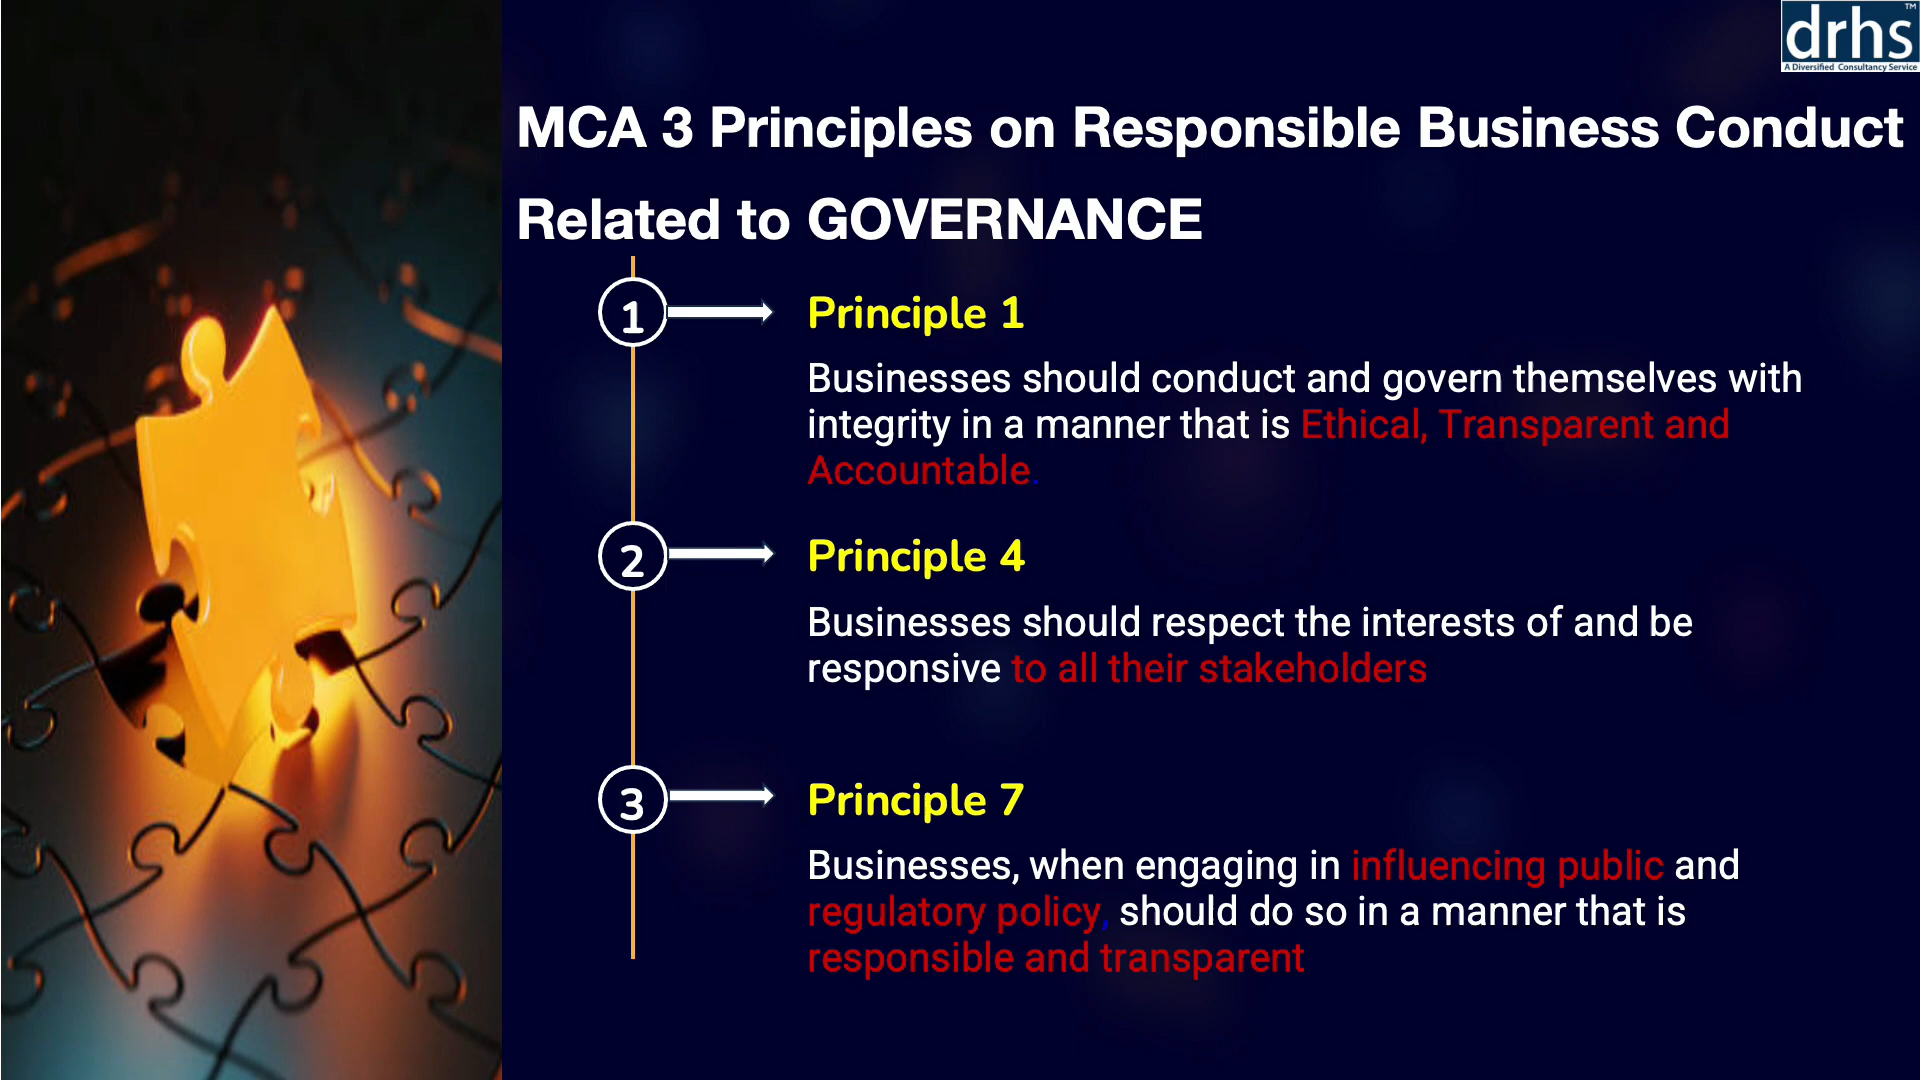 drhs™
A Diversified Consultancy Service
MCA 3 Principles on Responsible Business Conduct
Related to GOVERNANCE
1
Principle 1
Businesses should conduct and govern themselves with
integrity in a manner that is Ethical, Transparent and
Accountable.
2
Principle 4
Businesses should respect the interests of and be
responsive to all their stakeholders
3
Principle 7
Businesses, when engaging in influencing public and
regulatory policy, should do so in a manner that is
responsible and transparent